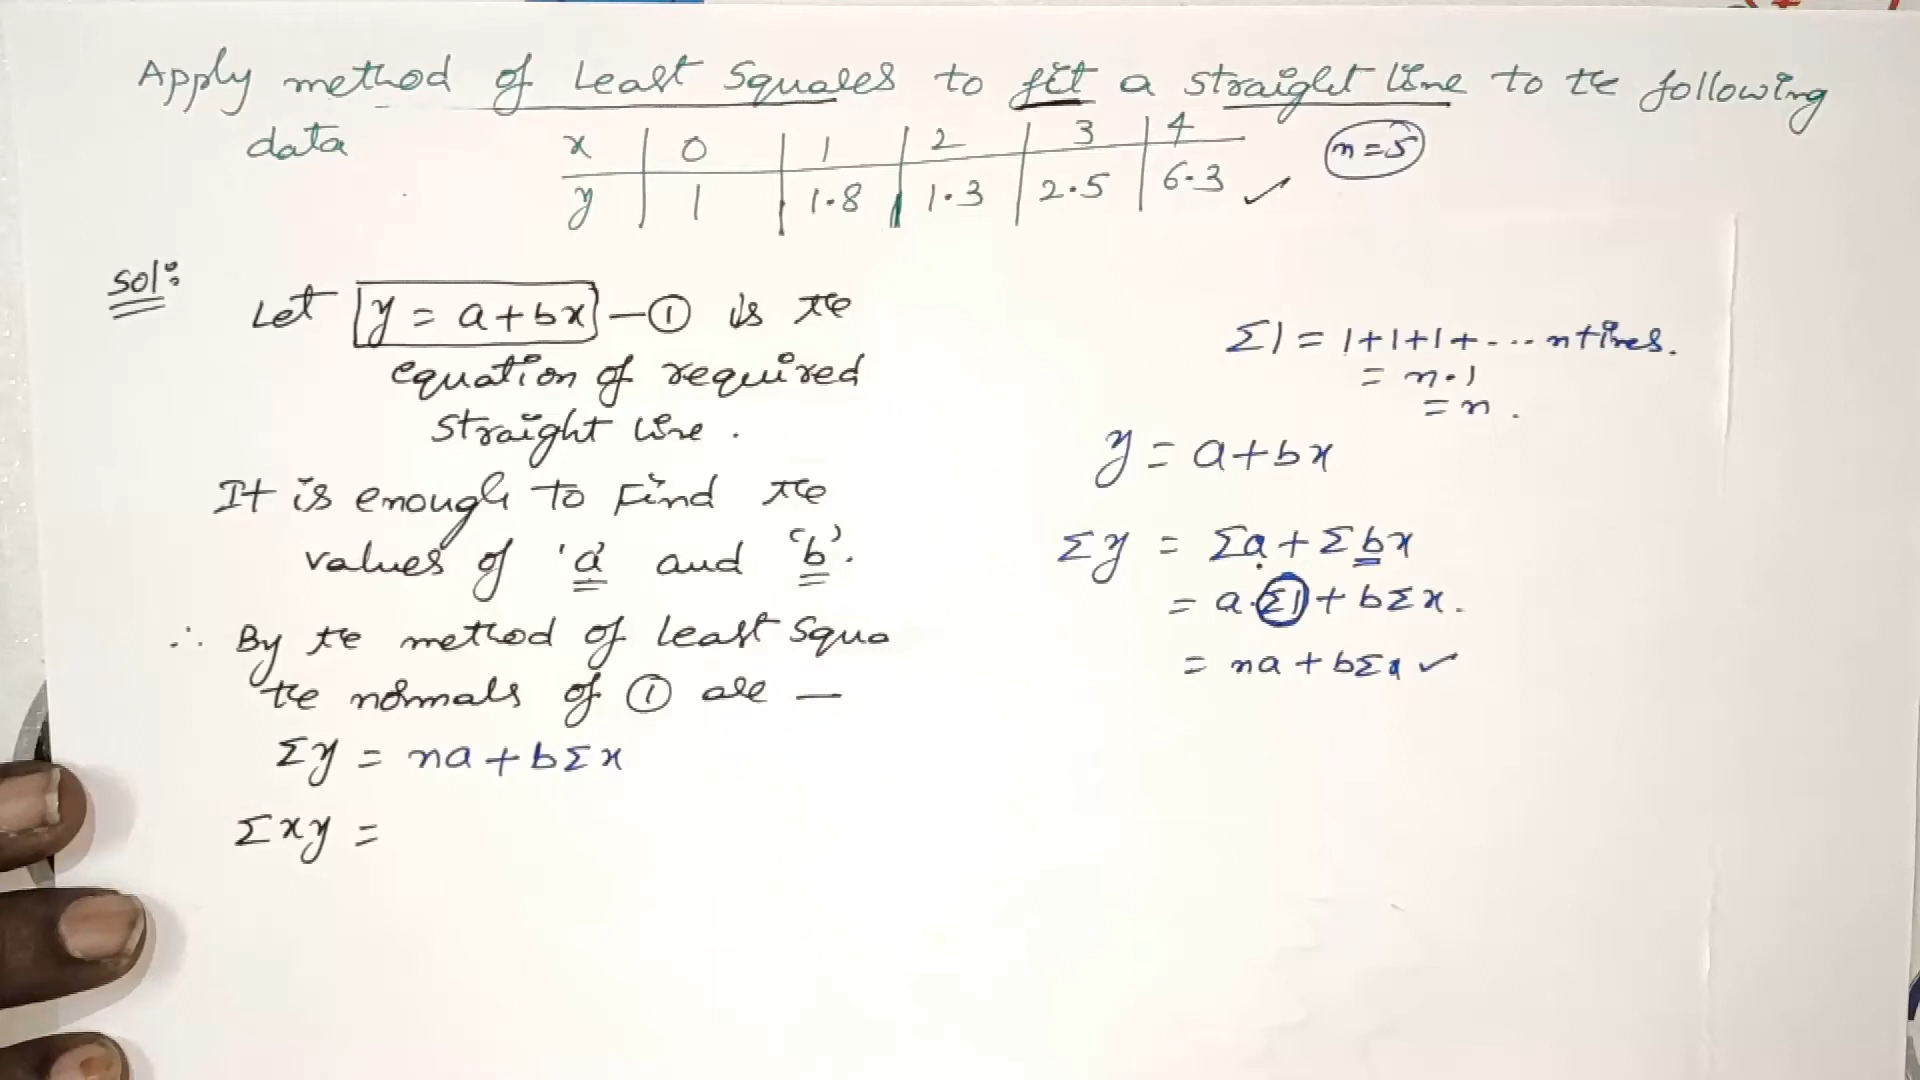 Apply method of Least Squares to fit a straight line to the following
data
x 0 1 2 3 4
y 1 1.8 1.3 2.5 6.3 ✓
n=5
Sol:
Let y = a+bx —① is the
equation of required
straight line.
It is enough to Find the
values of 'a' and 'b'.
∴ By the method of least Squa
the normals of ① are —
Σy = na+bΣx
Σxy =
Σ1 = 1+1+1+---n times.
= n·1
= n.
y = a+bx
Σy = Σa+Σbx
= a·Σ1+bΣx.
= na+bΣx ✓